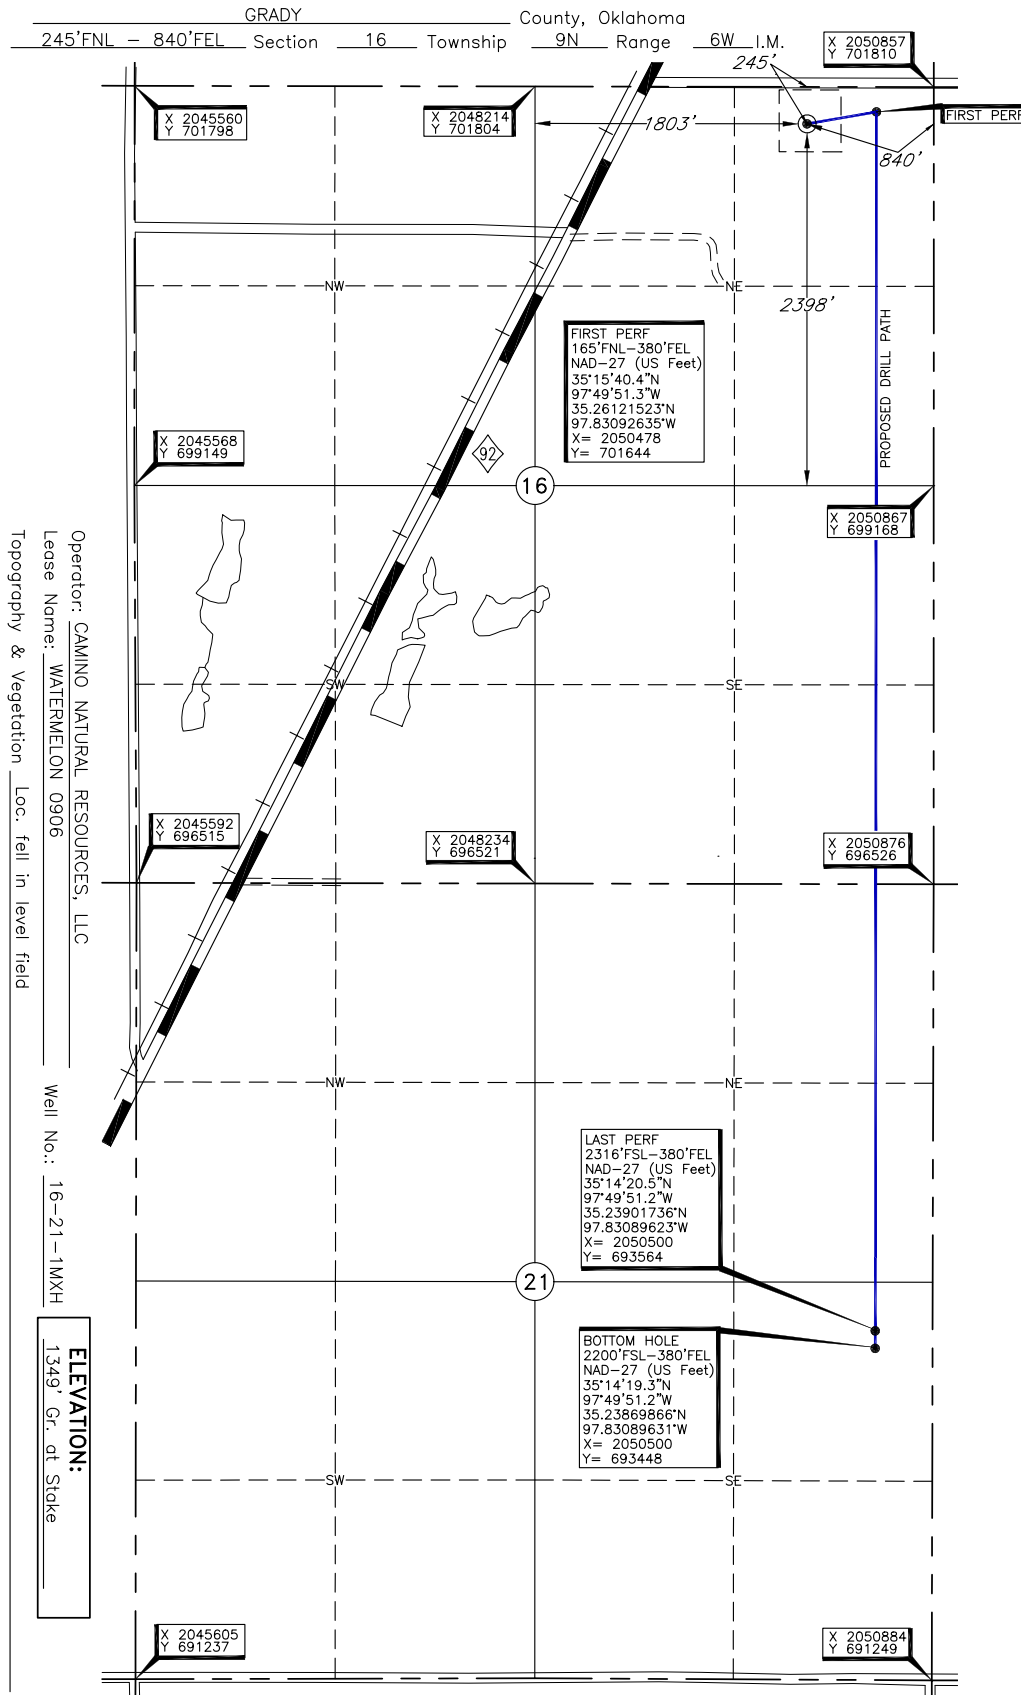 GRADY County, Oklahoma
245'FNL – 840'FEL Section 16 Township 9N Range 6W I.M.
X 2050857
Y 701810
245'
X 2045560
Y 701798
X 2048214
Y 701804
1803'
FIRST PERF
840'
NW
NE
2398'
FIRST PERF
165'FNL–380'FEL
NAD–27 (US Feet)
35°15'40.4"N
97°49'51.3"W
35.26121523°N
97.83092635°W
X= 2050478
Y= 701644
PROPOSED DRILL PATH
X 2045568
Y 699149
92
16
X 2050867
Y 699168
SW
SE
X 2045592
Y 696515
X 2048234
Y 696521
X 2050876
Y 696526
NW
NE
LAST PERF
2316'FSL–380'FEL
NAD–27 (US Feet)
35°14'20.5"N
97°49'51.2"W
35.23901736°N
97.83089623°W
X= 2050500
Y= 693564
21
BOTTOM HOLE
2200'FSL–380'FEL
NAD–27 (US Feet)
35°14'19.3"N
97°49'51.2"W
35.23869866°N
97.83089631°W
X= 2050500
Y= 693448
SW
SE
X 2045605
Y 691237
X 2050884
Y 691249
Operator: CAMINO NATURAL RESOURCES, LLC
Lease Name: WATERMELON 0906 Well No.: 16–21–1MXH
Topography & Vegetation Loc. fell in level field
ELEVATION:
1349' Gr. at Stake